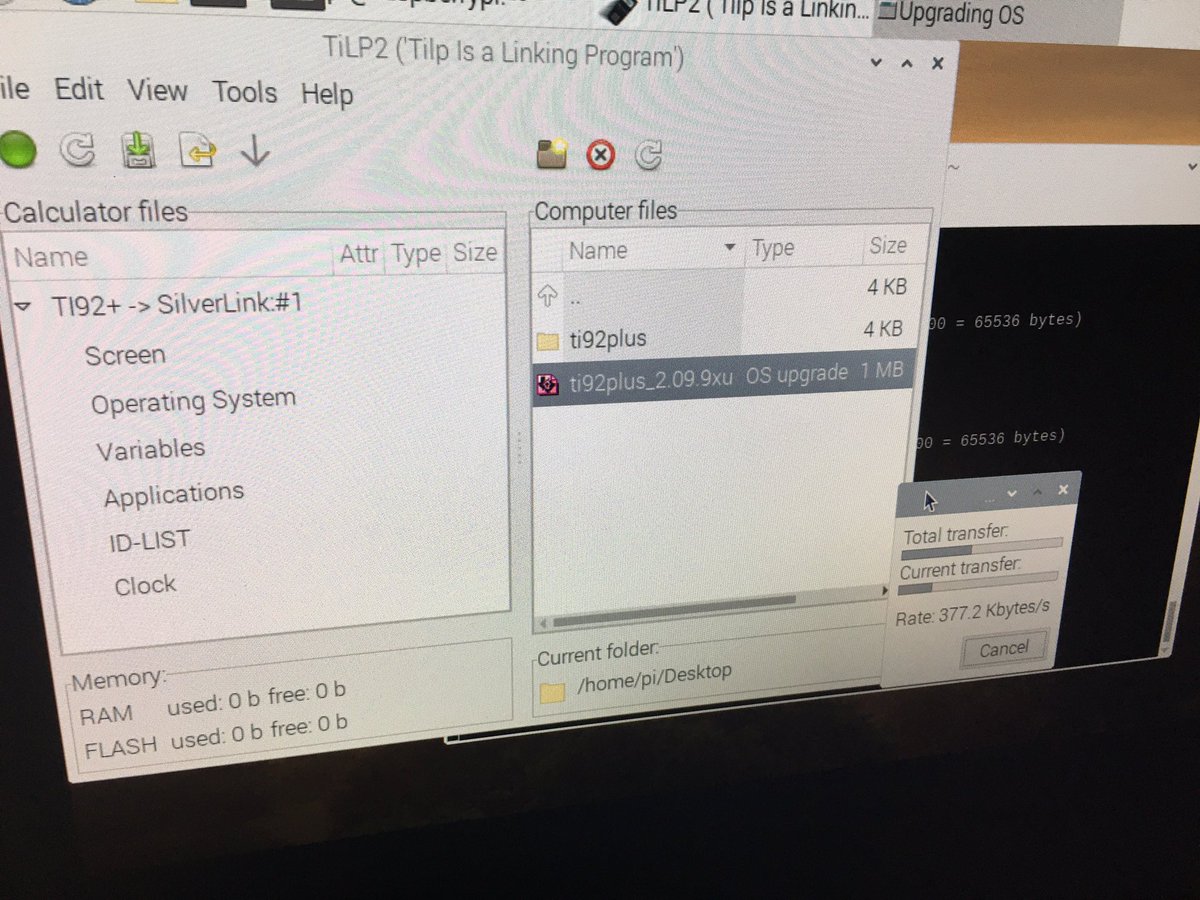 TiLP2 ('Tilp Is a Linkin...
Upgrading OS
TiLP2 ('Tilp Is a Linking Program')
ile Edit View Tools Help
Calculator files
Name Attr Type Size
TI92+ -> SilverLink:#1
Screen
Operating System
Variables
Applications
ID-LIST
Clock
Memory:
RAM used: 0 b free: 0 b
FLASH used: 0 b free: 0 b
Computer files
Name Type Size
.. 4 KB
ti92plus 4 KB
ti92plus_2.09.9xu OS upgrade 1 MB
Current folder:
/home/pi/Desktop
~
00 = 65536 bytes)
00 = 65536 bytes)
...
Total transfer:
Current transfer:
Rate: 377.2 Kbytes/s
Cancel